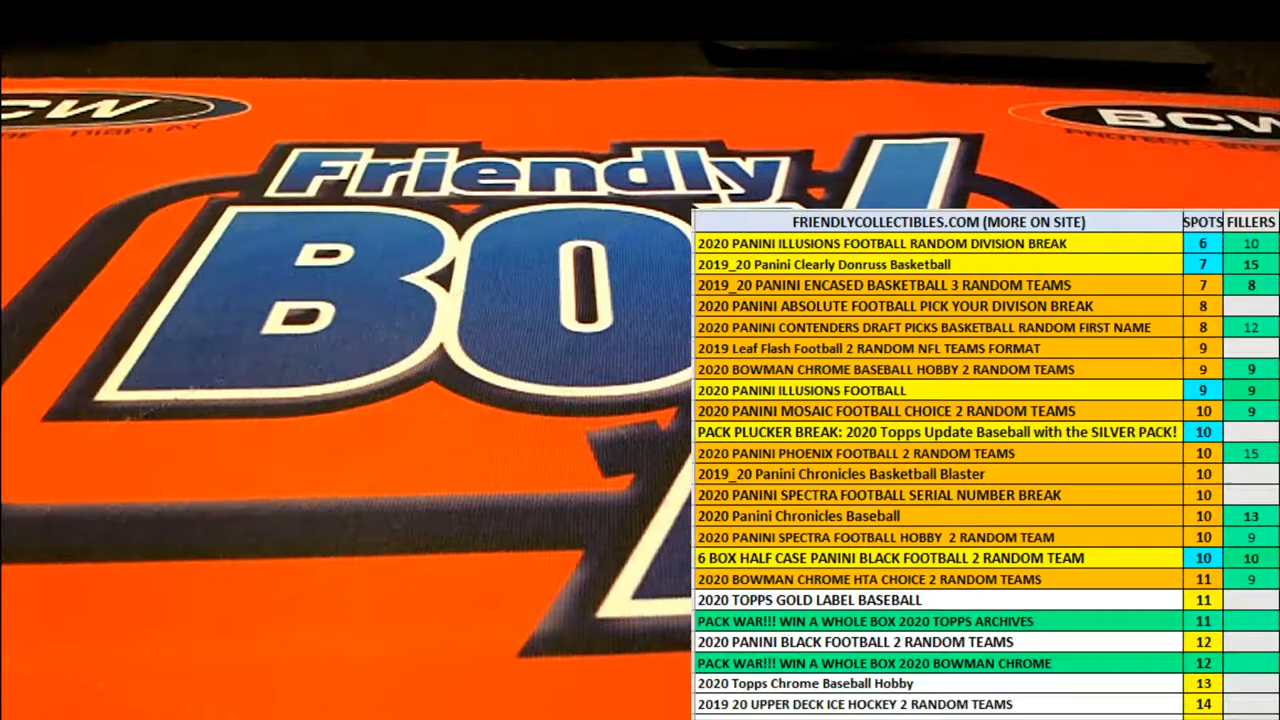 CW
DISPLAY
BCW
PROTECT
Friendly
BO
FRIENDLYCOLLECTIBLES.COM (MORE ON SITE) SPOTS FILLERS
2020 PANINI ILLUSIONS FOOTBALL RANDOM DIVISION BREAK 6 10
2019_20 Panini Clearly Donruss Basketball 7 15
2019_20 PANINI ENCASED BASKETBALL 3 RANDOM TEAMS 7 8
2020 PANINI ABSOLUTE FOOTBALL PICK YOUR DIVISON BREAK 8
2020 PANINI CONTENDERS DRAFT PICKS BASKETBALL RANDOM FIRST NAME 8 12
2019 Leaf Flash Football 2 RANDOM NFL TEAMS FORMAT 9
2020 BOWMAN CHROME BASEBALL HOBBY 2 RANDOM TEAMS 9 9
2020 PANINI ILLUSIONS FOOTBALL 9 9
2020 PANINI MOSAIC FOOTBALL CHOICE 2 RANDOM TEAMS 10 9
PACK PLUCKER BREAK: 2020 Topps Update Baseball with the SILVER PACK! 10
2020 PANINI PHOENIX FOOTBALL 2 RANDOM TEAMS 10 15
2019_20 Panini Chronicles Basketball Blaster 10
2020 PANINI SPECTRA FOOTBALL SERIAL NUMBER BREAK 10
2020 Panini Chronicles Baseball 10 13
2020 PANINI SPECTRA FOOTBALL HOBBY 2 RANDOM TEAM 10 9
6 BOX HALF CASE PANINI BLACK FOOTBALL 2 RANDOM TEAM 10 10
2020 BOWMAN CHROME HTA CHOICE 2 RANDOM TEAMS 11 9
2020 TOPPS GOLD LABEL BASEBALL 11
PACK WAR!!! WIN A WHOLE BOX 2020 TOPPS ARCHIVES 11
2020 PANINI BLACK FOOTBALL 2 RANDOM TEAMS 12
PACK WAR!!! WIN A WHOLE BOX 2020 BOWMAN CHROME 12
2020 Topps Chrome Baseball Hobby 13
2019 20 UPPER DECK ICE HOCKEY 2 RANDOM TEAMS 14